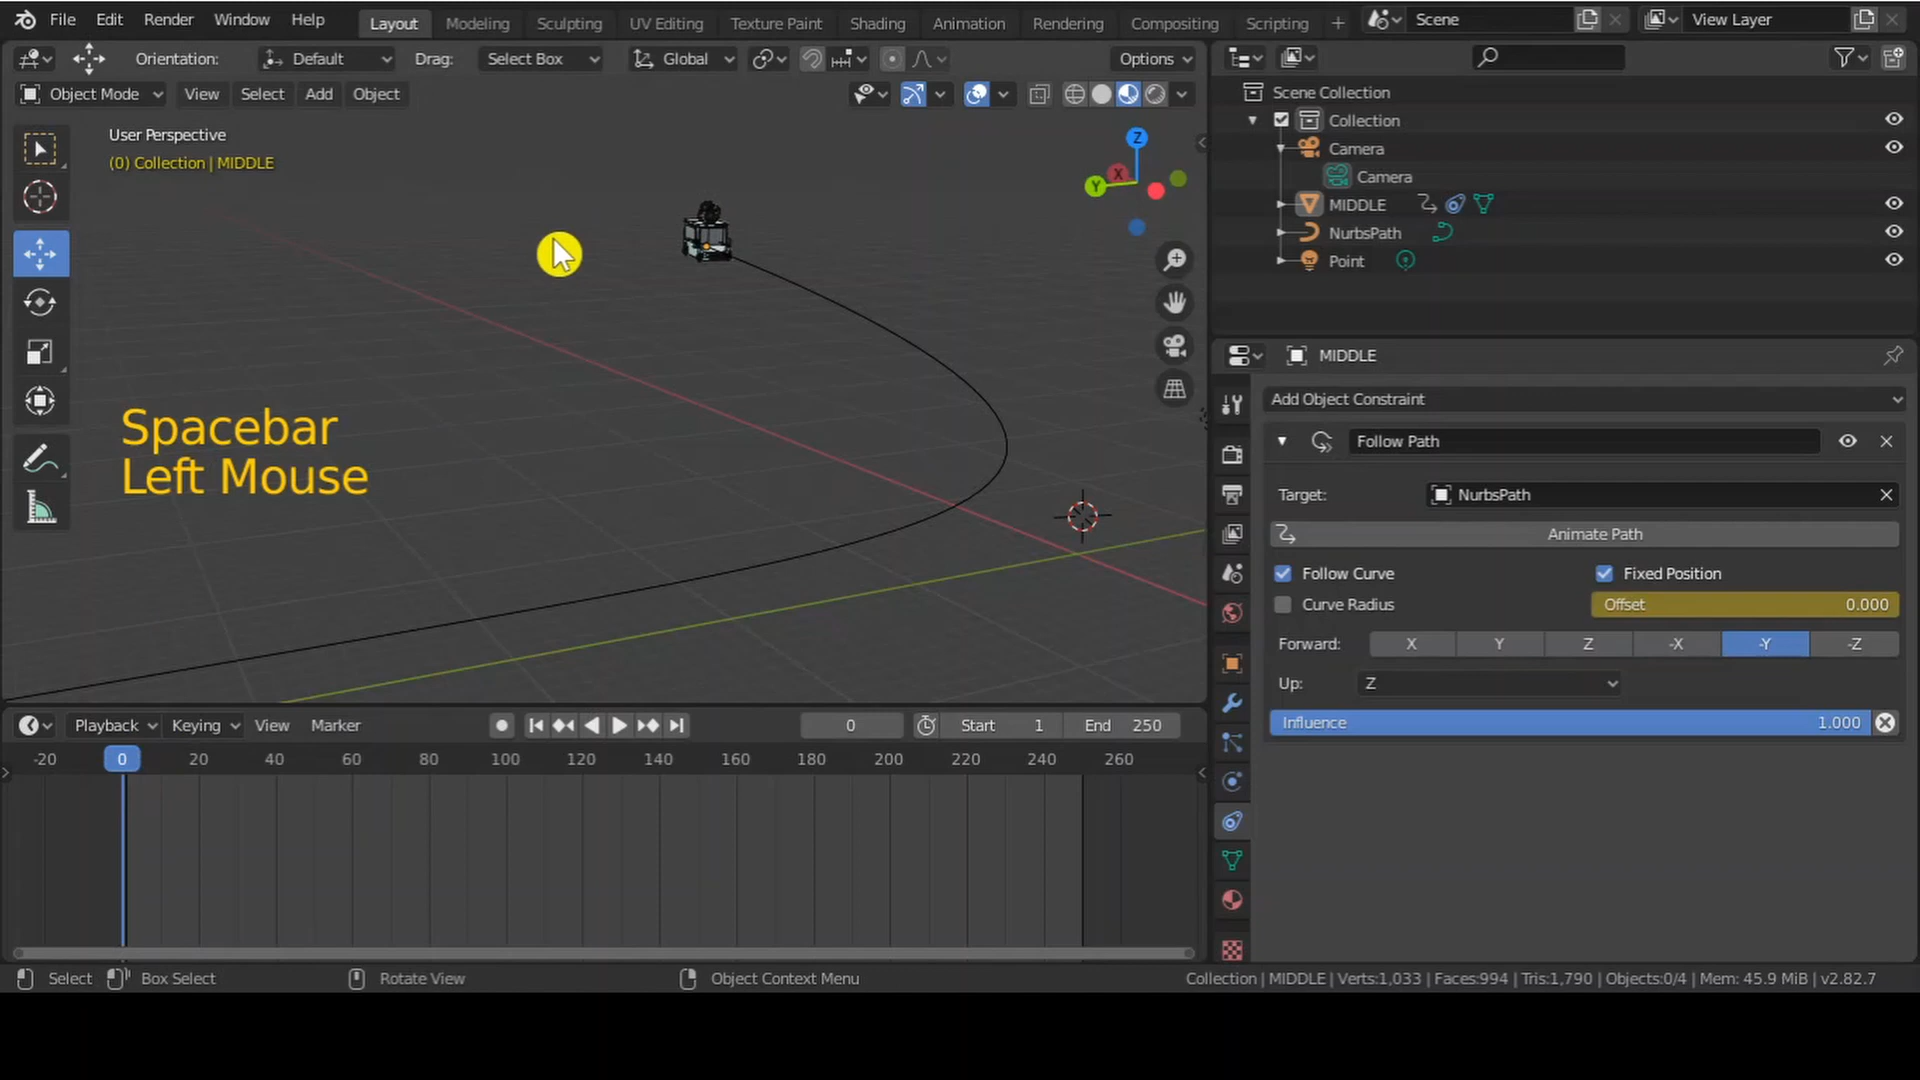 File Edit Render Window Help Layout Modeling Sculpting UV Editing Texture Paint Shading Animation Rendering Compositing Scripting + Scene View Layer
Orientation: Default Drag: Select Box Global Options
Object Mode View Select Add Object
User Perspective
(0) Collection | MIDDLE
Z
X
Y
Spacebar
Left Mouse
Scene Collection
Collection
Camera
Camera
MIDDLE
NurbsPath
Point
MIDDLE
Add Object Constraint
Follow Path
Target: NurbsPath
Animate Path
Follow Curve Fixed Position
Curve Radius Offset 0.000
Forward: X Y Z -X -Y -Z
Up: Z
Influence 1.000
Playback Keying View Marker 0 Start 1 End 250
-20 0 20 40 60 80 100 120 140 160 180 200 220 240 260
Select Box Select Rotate View Object Context Menu Collection | MIDDLE | Verts:1,033 | Faces:994 | Tris:1,790 | Objects:0/4 | Mem: 45.9 MiB | v2.82.7